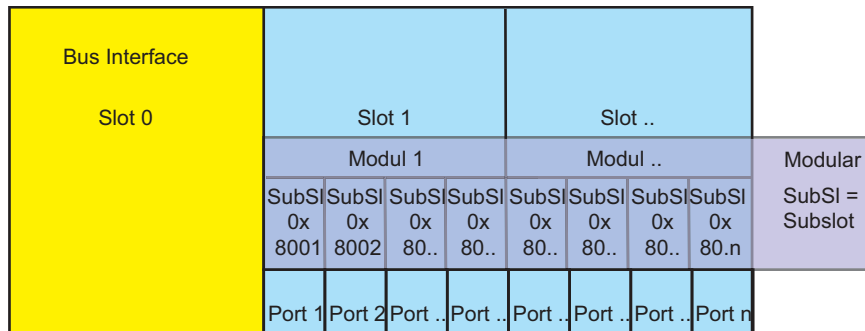 Bus Interface
Slot 0
Slot 1
Slot ..
Modul 1
Modul ..
Modular
SubSl SubSl SubSl SubSl SubSl SubSl SubSl SubSl
0x 0x 0x 0x 0x 0x 0x 0x
8001 8002 80.. 80.. 80.. 80.. 80.. 80.n
SubSl =
Subslot
Port 1 Port 2 Port .. Port .. Port .. Port .. Port .. Port n